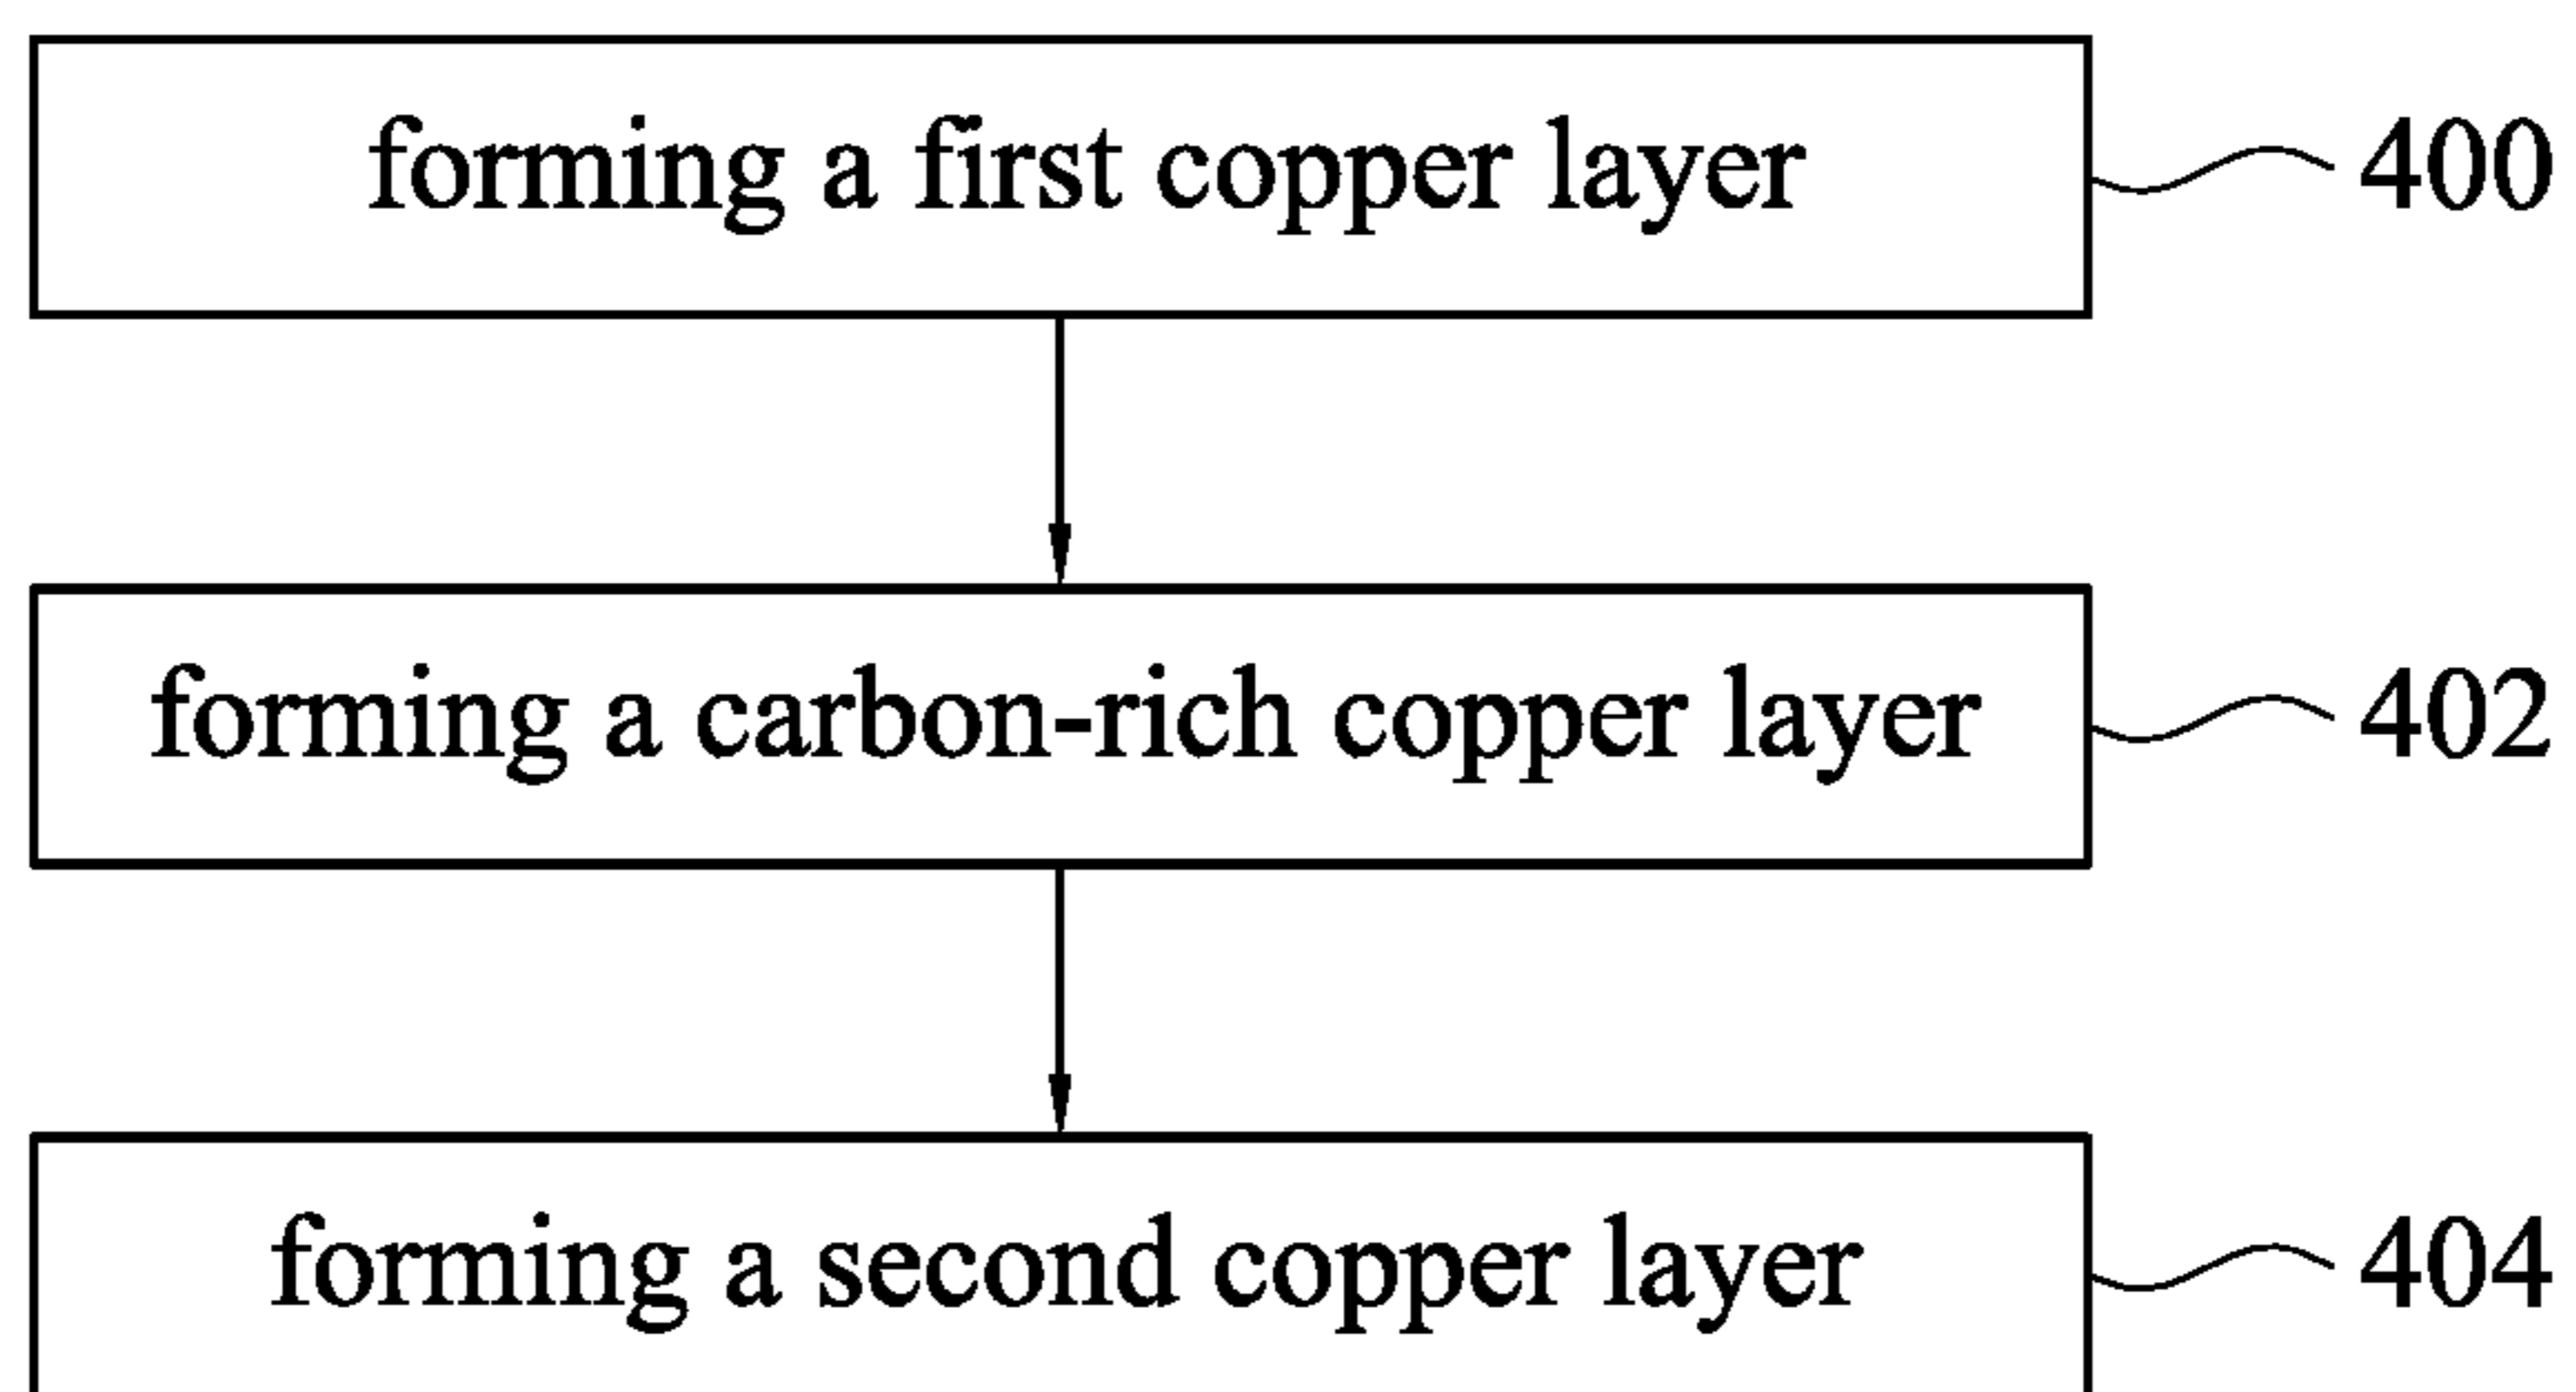 forming a first copper layer 400
forming a carbon-rich copper layer 402
forming a second copper layer 404